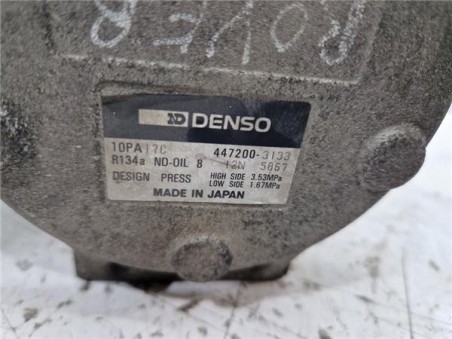 ROVER
ND DENSO
10PA17C 447200-3133
R134a ND-OIL 8 12N 5867
DESIGN PRESS HIGH SIDE 3.53MPa
LOW SIDE 1.67MPa
MADE IN JAPAN